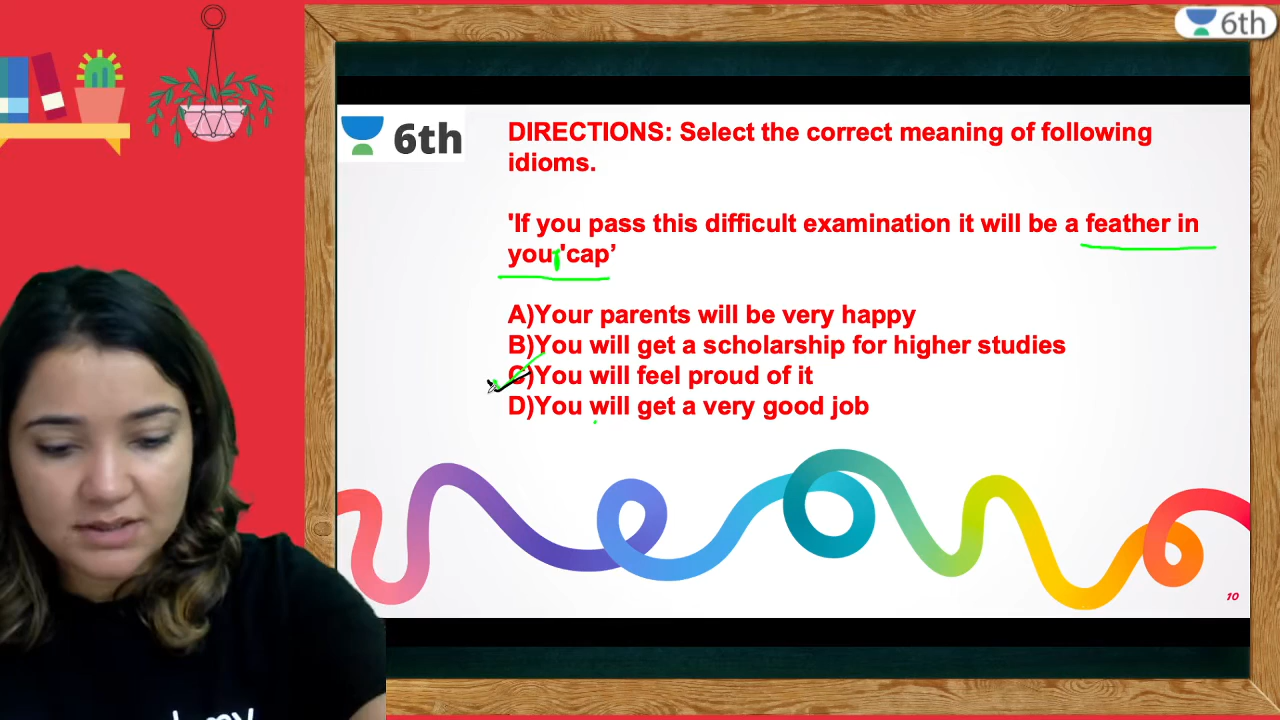 6th
6th
DIRECTIONS: Select the correct meaning of following
idioms.
'If you pass this difficult examination it will be a feather in
your 'cap’
A)Your parents will be very happy
B)You will get a scholarship for higher studies
C)You will feel proud of it
D)You will get a very good job
10